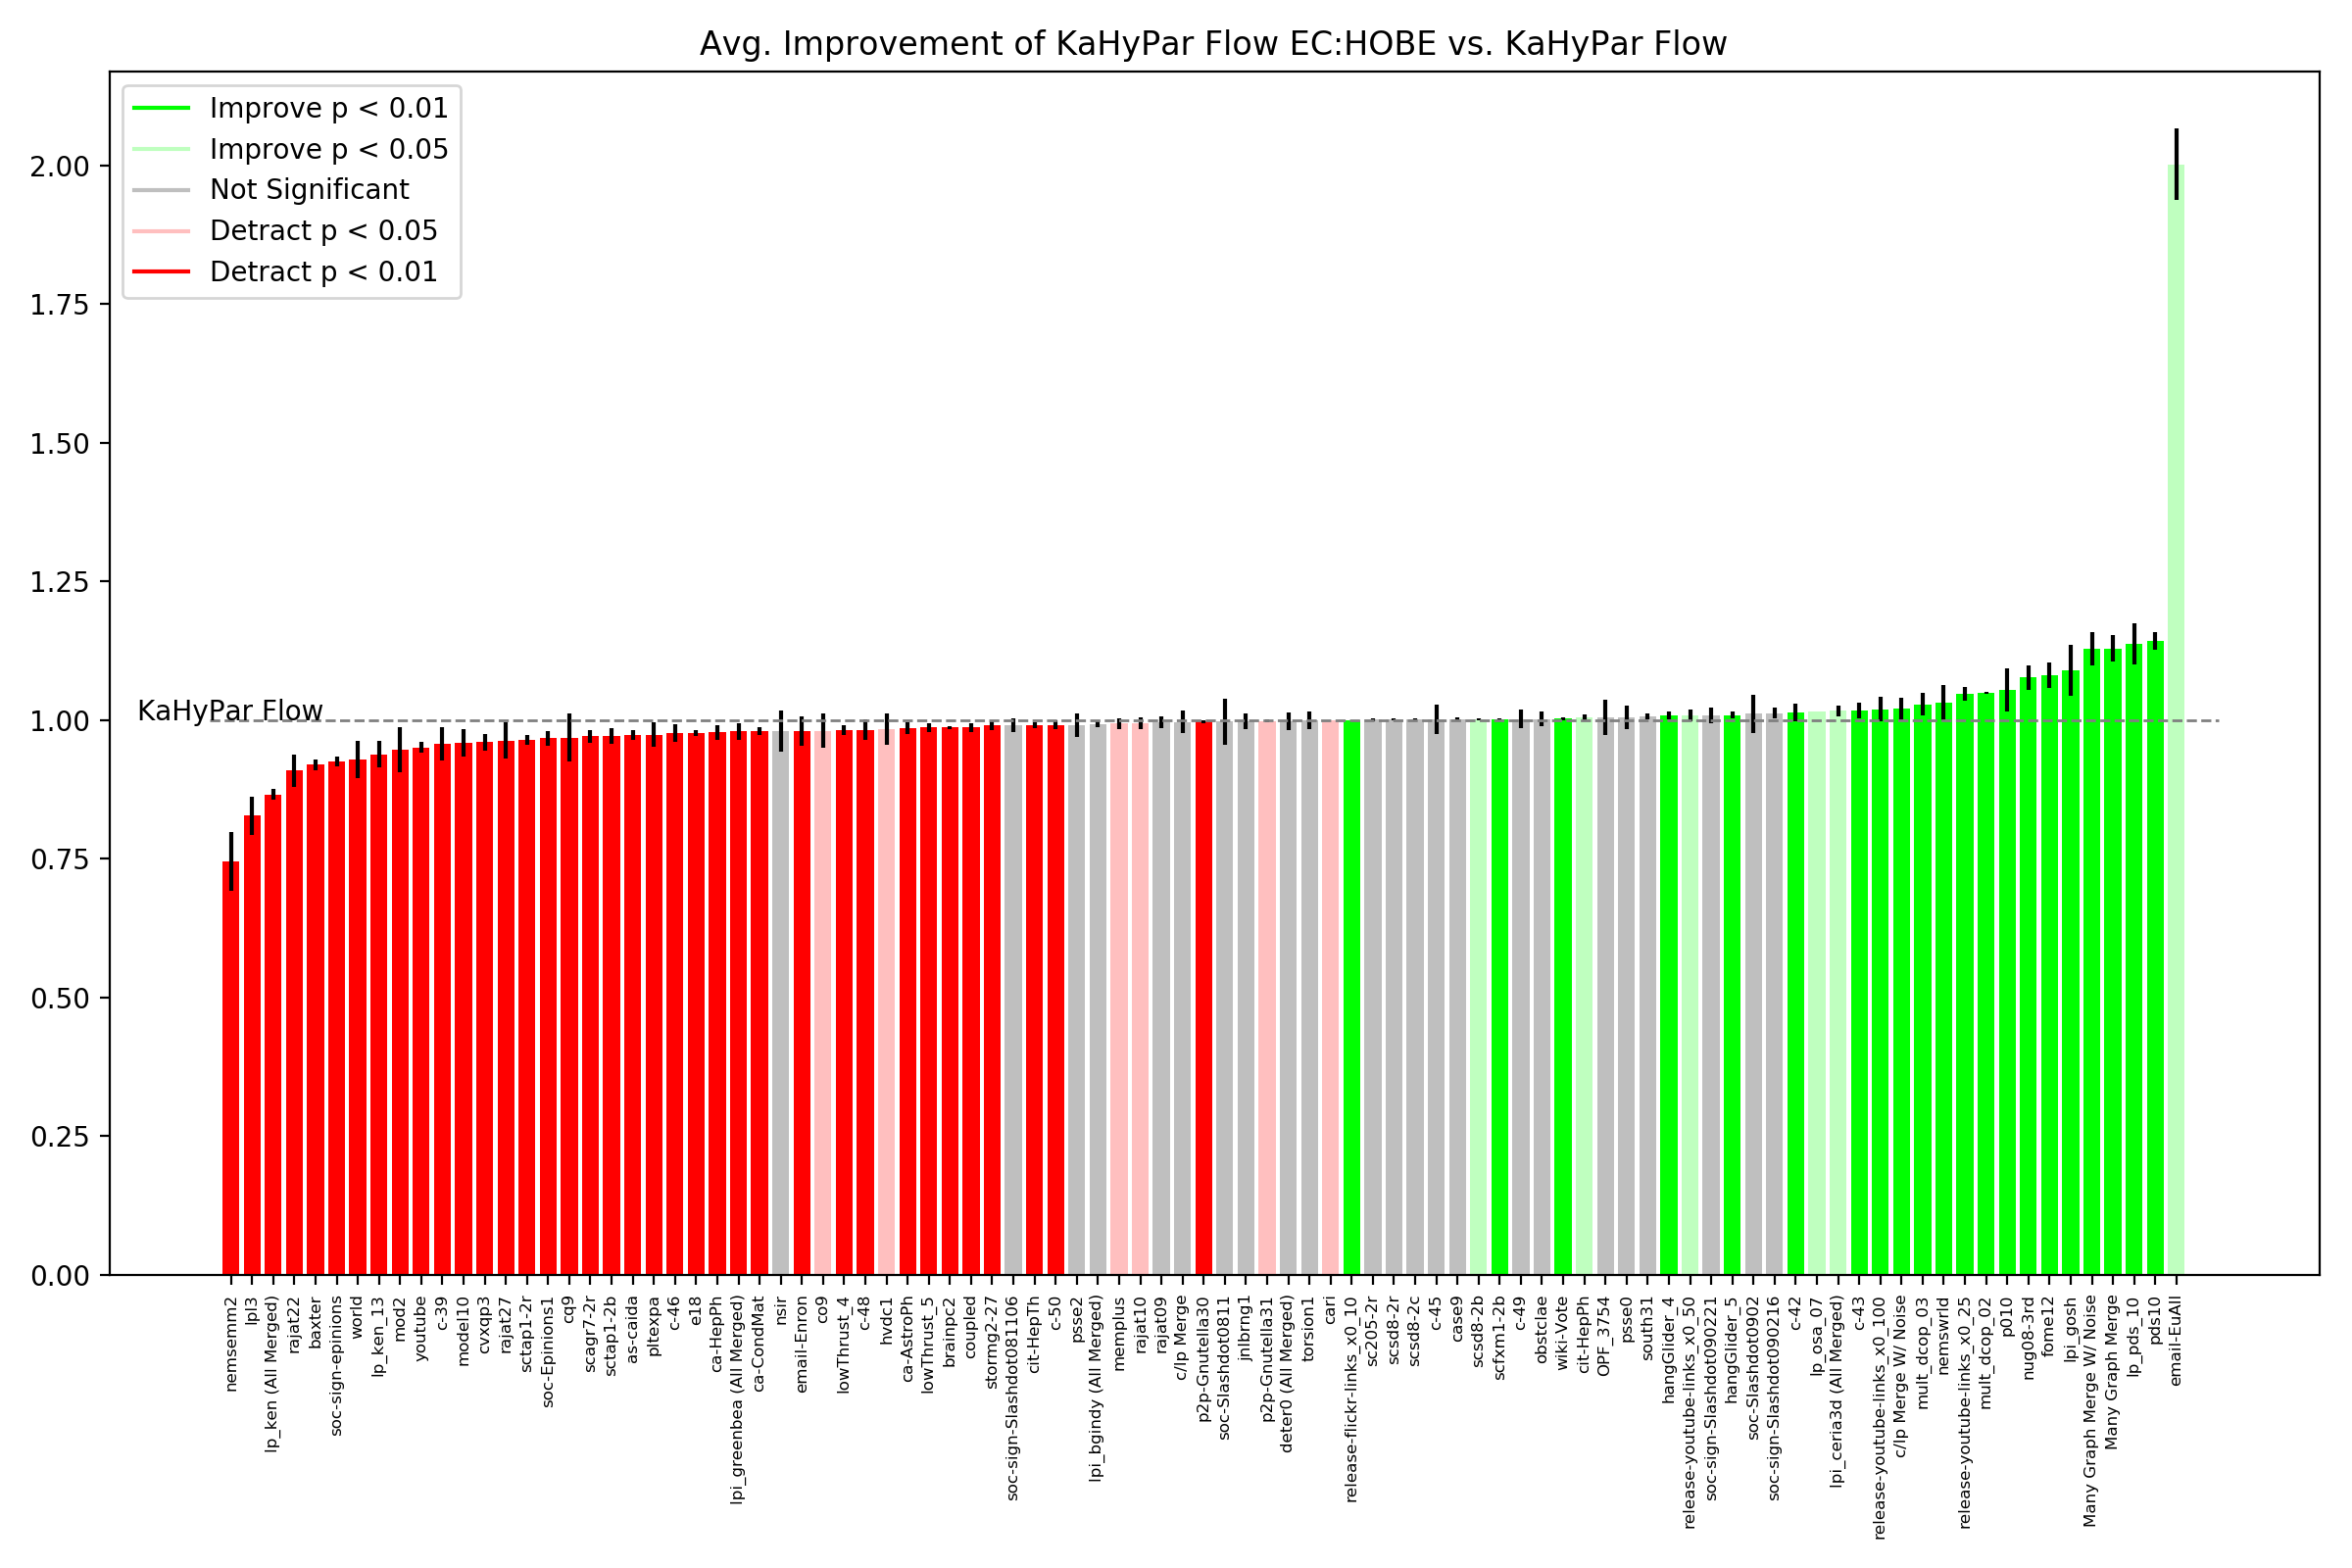 Avg. Improvement of KaHyPar Flow EC:HOBE vs. KaHyPar Flow
Improve p < 0.01
Improve p < 0.05
Not Significant
Detract p < 0.05
Detract p < 0.01
2.00
1.75
1.50
1.25
1.00
0.75
0.50
0.25
0.00
KaHyPar Flow
nemsemm2
lpl3
lp_ken (All Merged)
rajat22
baxter
soc-sign-epinions
world
lp_ken_13
mod2
youtube
c-39
model10
cvxqp3
rajat27
sctap1-2r
soc-Epinions1
cq9
scagr7-2r
sctap1-2b
as-caida
pltexpa
c-46
e18
ca-HepPh
lpi_greenbea (All Merged)
ca-CondMat
nsir
email-Enron
co9
lowThrust_4
c-48
hvdc1
ca-AstroPh
lowThrust_5
brainpc2
coupled
stormg2-27
soc-sign-Slashdot081106
cit-HepTh
c-50
psse2
lpi_bgindy (All Merged)
memplus
rajat10
rajat09
c/lp Merge
p2p-Gnutella30
soc-Slashdot0811
jnlbrng1
p2p-Gnutella31
deter0 (All Merged)
torsion1
cari
release-flickr-links_x0_10
sc205-2r
scsd8-2r
scsd8-2c
c-45
case9
scsd8-2b
scfxm1-2b
c-49
obstclae
wiki-Vote
cit-HepPh
OPF_3754
psse0
south31
hangGlider_4
release-youtube-links_x0_50
soc-sign-Slashdot090221
hangGlider_5
soc-Slashdot0902
soc-sign-Slashdot090216
c-42
lp_osa_07
lpi_ceria3d (All Merged)
c-43
release-youtube-links_x0_100
c/lp Merge W/ Noise
mult_dcop_03
nemswrld
release-youtube-links_x0_25
mult_dcop_02
p010
nug08-3rd
fome12
lpi_gosh
Many Graph Merge W/ Noise
Many Graph Merge
lp_pds_10
pds10
email-EuAll